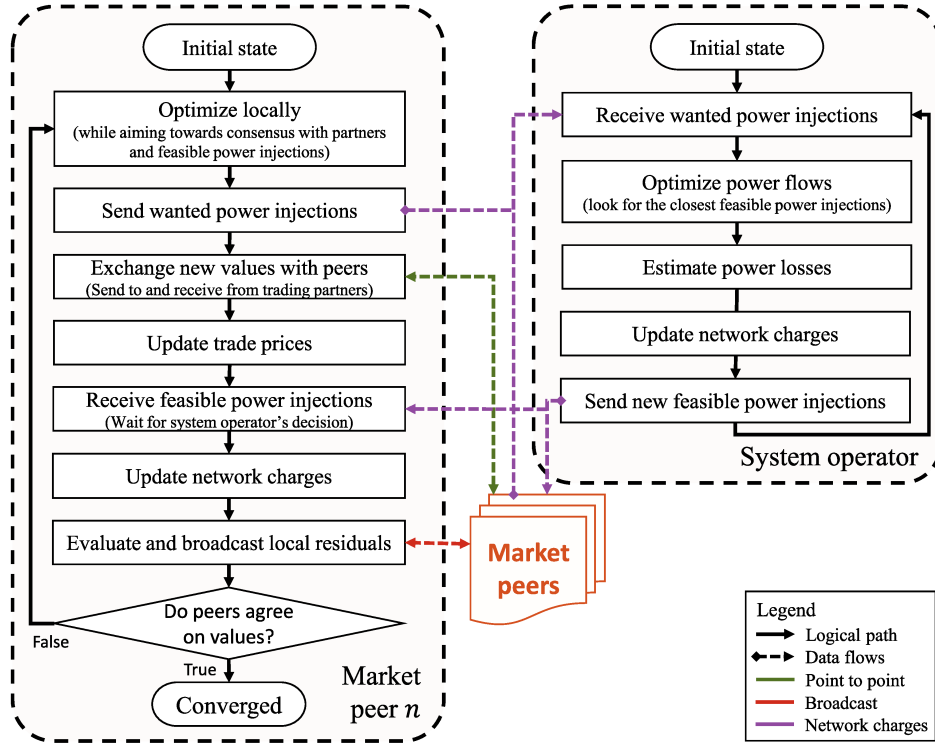 Initial state
Optimize locally
(while aiming towards consensus with partners
and feasible power injections)
Send wanted power injections
Exchange new values with peers
(Send to and receive from trading partners)
Update trade prices
Receive feasible power injections
(Wait for system operator's decision)
Update network charges
Evaluate and broadcast local residuals
Do peers agree
on values?
False
True
Converged
Market
peer n
Initial state
Receive wanted power injections
Optimize power flows
(look for the closest feasible power injections)
Estimate power losses
Update network charges
Send new feasible power injections
System operator
Market
peers
Legend
Logical path
Data flows
Point to point
Broadcast
Network charges